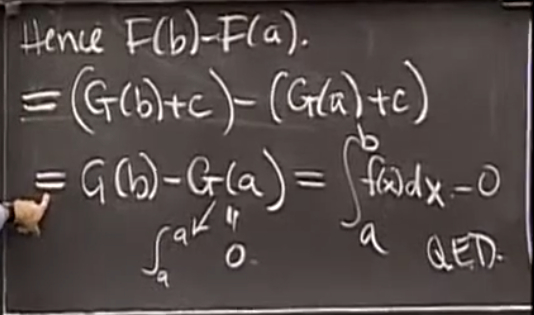 Hence F(b)-F(a).
= (G(b)+c)-(G(a)+c)
= G(b)-G(a) = ∫_a^b f(x)dx - 0
∫_a^a ↙ 〃 0. QED.